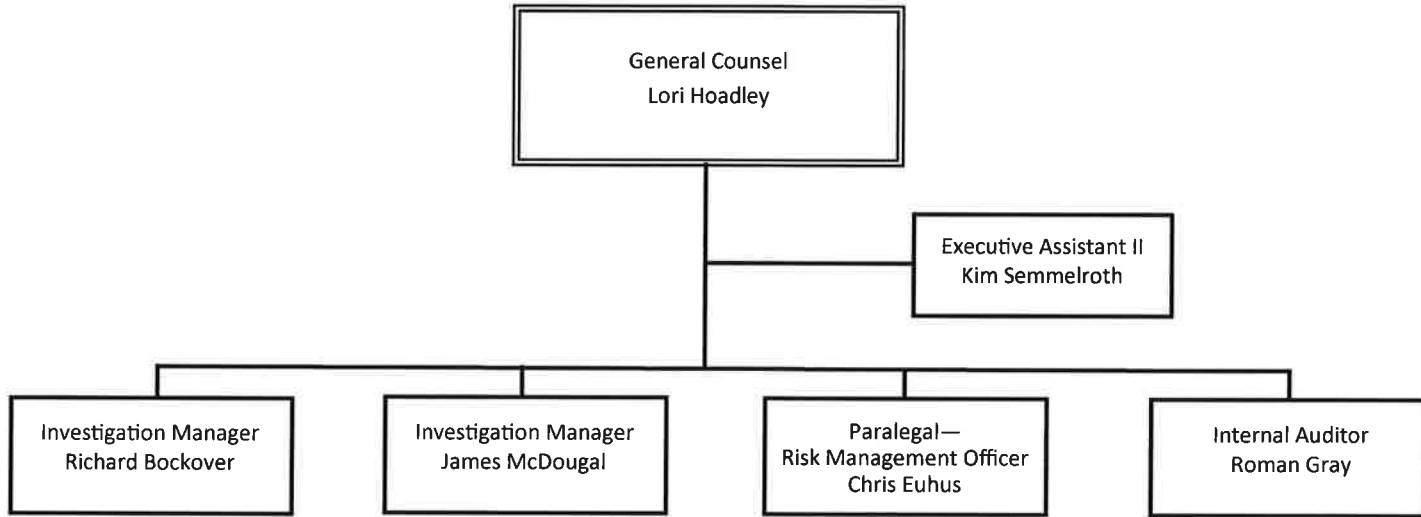 General Counsel
Lori Hoadley
Executive Assistant II
Kim Semmelroth
Investigation Manager
Richard Bockover
Investigation Manager
James McDougal
Paralegal—
Risk Management Officer
Chris Euhus
Internal Auditor
Roman Gray